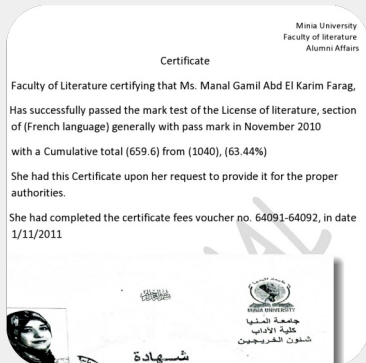 Minia University
Faculty of literature
Alumni Affairs
Certificate
Faculty of Literature certifying that Ms. Manal Gamil Abd El Karim Farag,
Has successfully passed the mark test of the License of literature, section
of (French language) generally with pass mark in November 2010
with a Cumulative total (659.6) from (1040), (63.44%)
She had this Certificate upon her request to provide it for the proper
authorities.
She had completed the certificate fees voucher no. 64091-64092, in date
1/11/2011
MINIA UNIVERSITY
جامعة المنيا
كلية الآداب
شئون الخريجين
شهادة